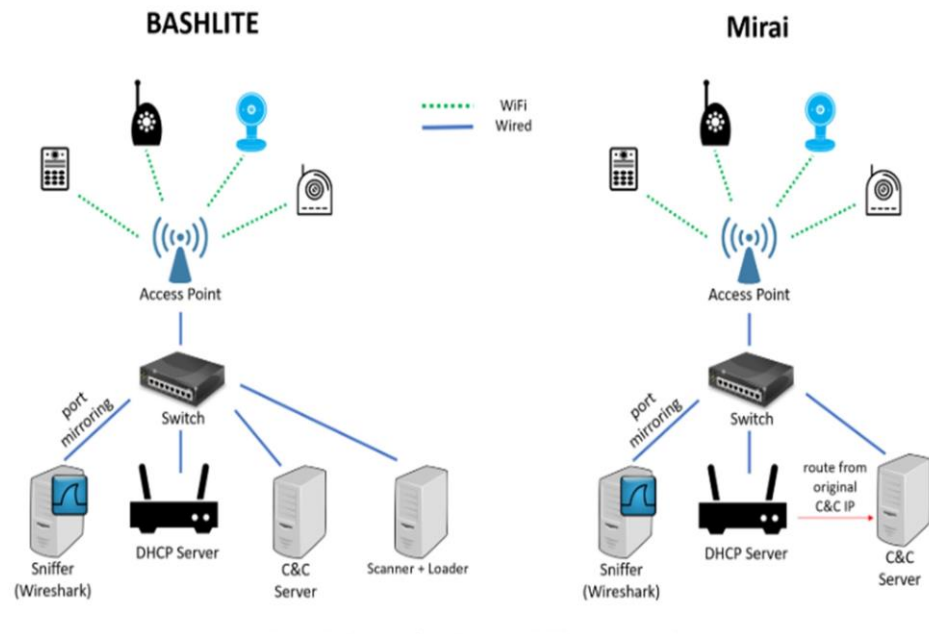 BASHLITE
Mirai
WiFi
Wired
Access Point
Access Point
port
mirroring
Switch
port
mirroring
Switch
Sniffer
(Wireshark)
DHCP Server
C&C
Server
Scanner + Loader
Sniffer
(Wireshark)
DHCP Server
route from
original
C&C IP
C&C
Server